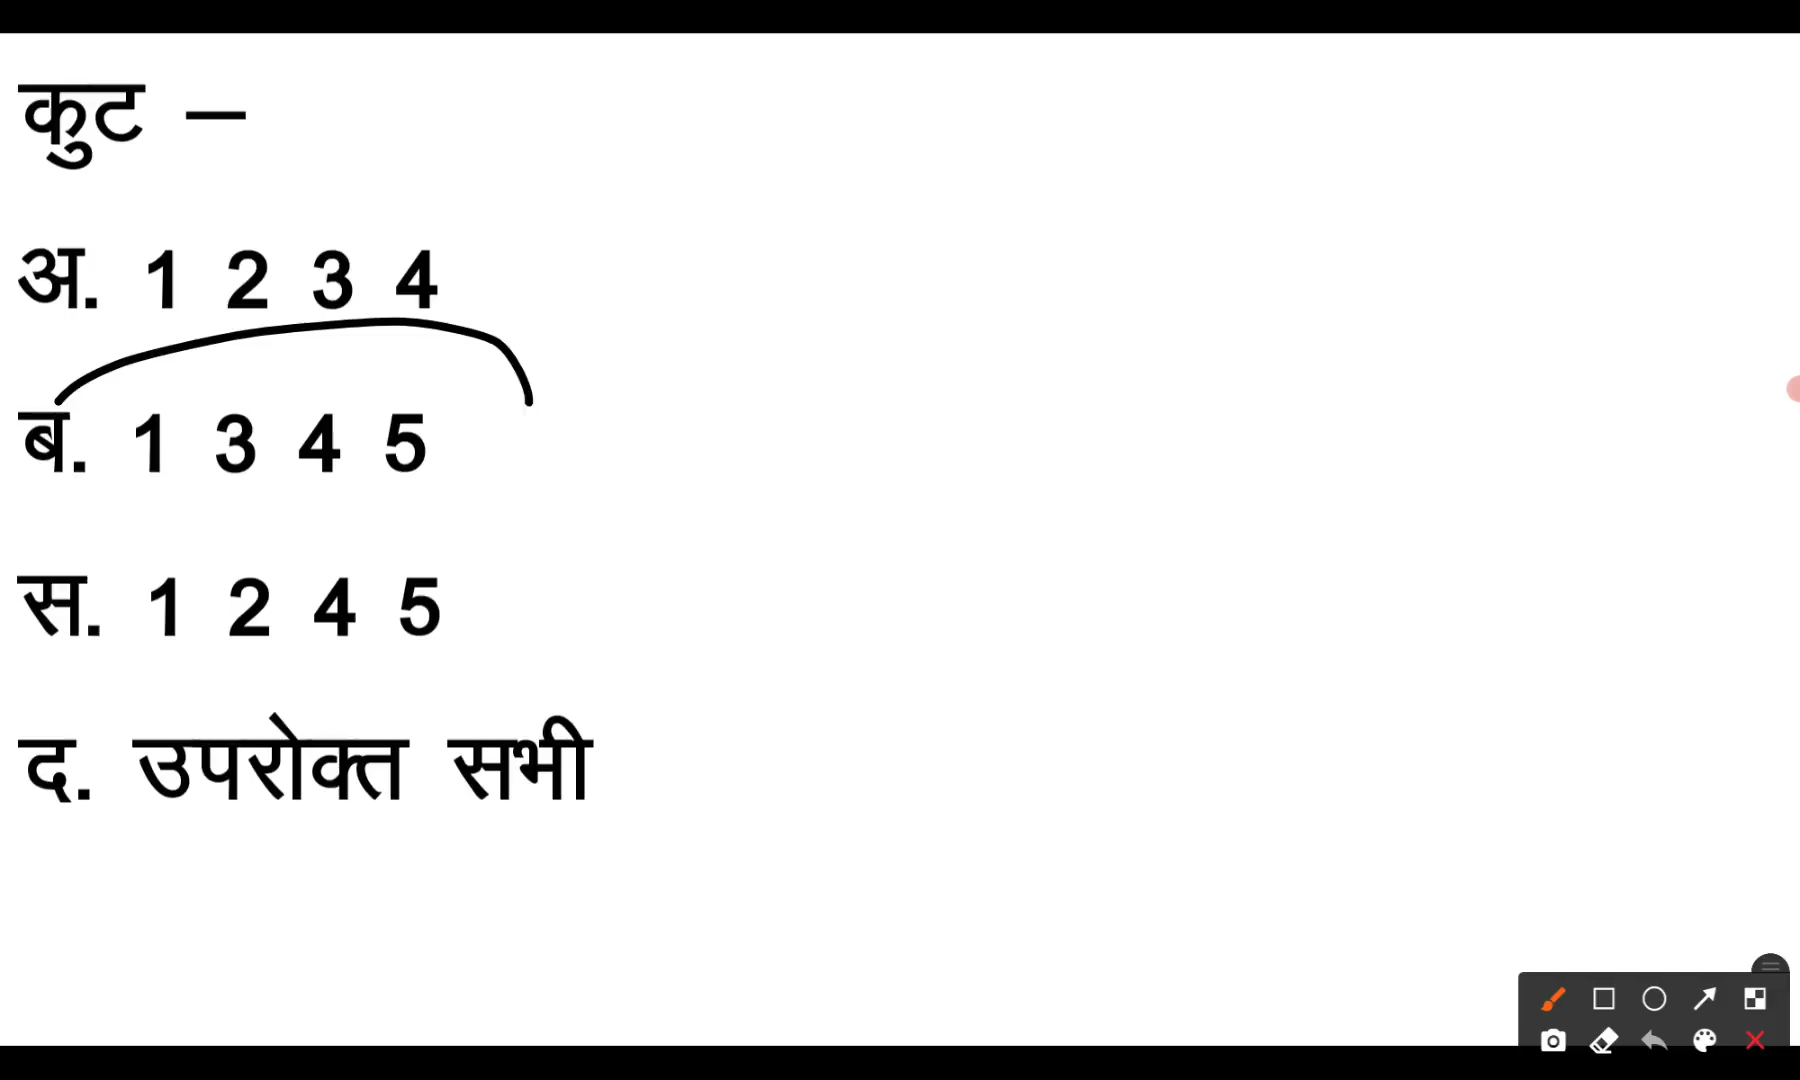 कुट –
अ. 1 2 3 4
ब. 1 3 4 5
स. 1 2 4 5
द. उपरोक्त सभी